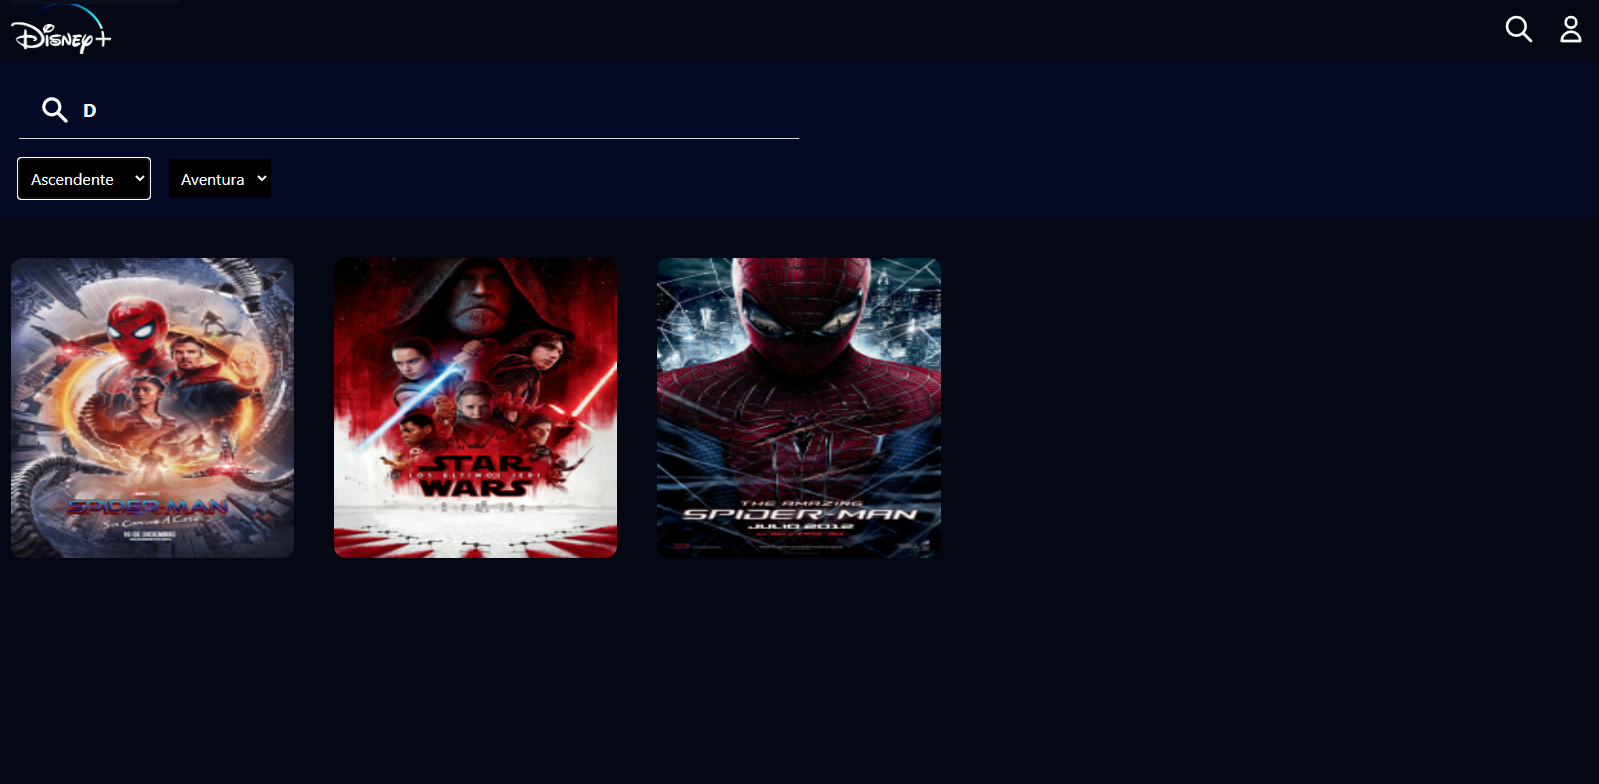 Disney+
D
Ascendente
Aventura
SPIDER-MAN
Sin Camino A Casa
16 DE DICIEMBRE
STAR
LOS ÚLTIMOS JEDI
WARS
THE AMAZING
SPIDER-MAN
JULIO 2012